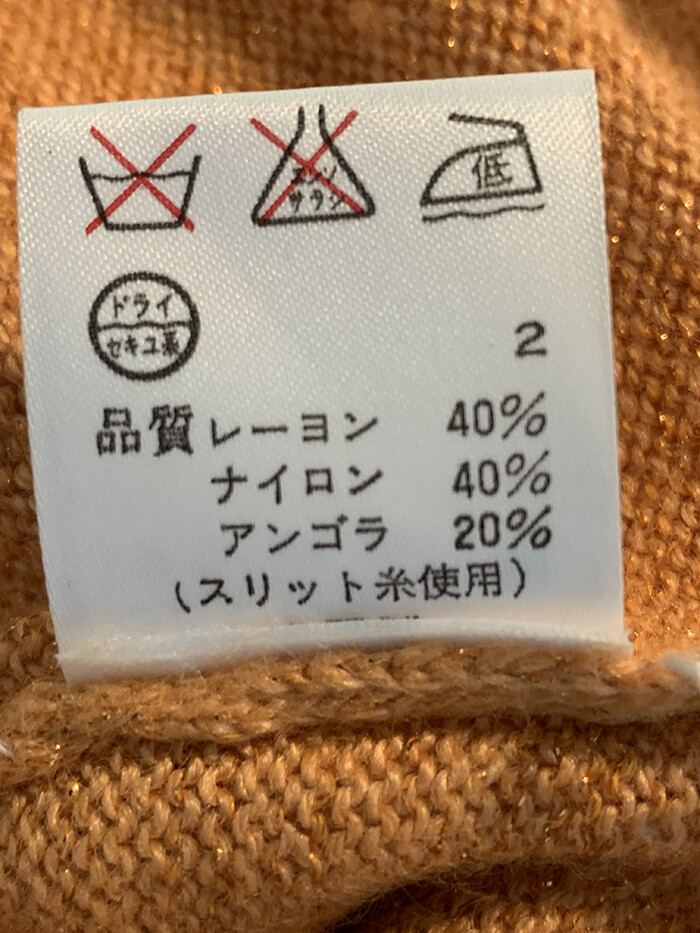 エンソ
サラシ
低
ドライ
セキユ系
2
品質 レーヨン 40%
ナイロン 40%
アンゴラ 20%
(スリット糸使用)